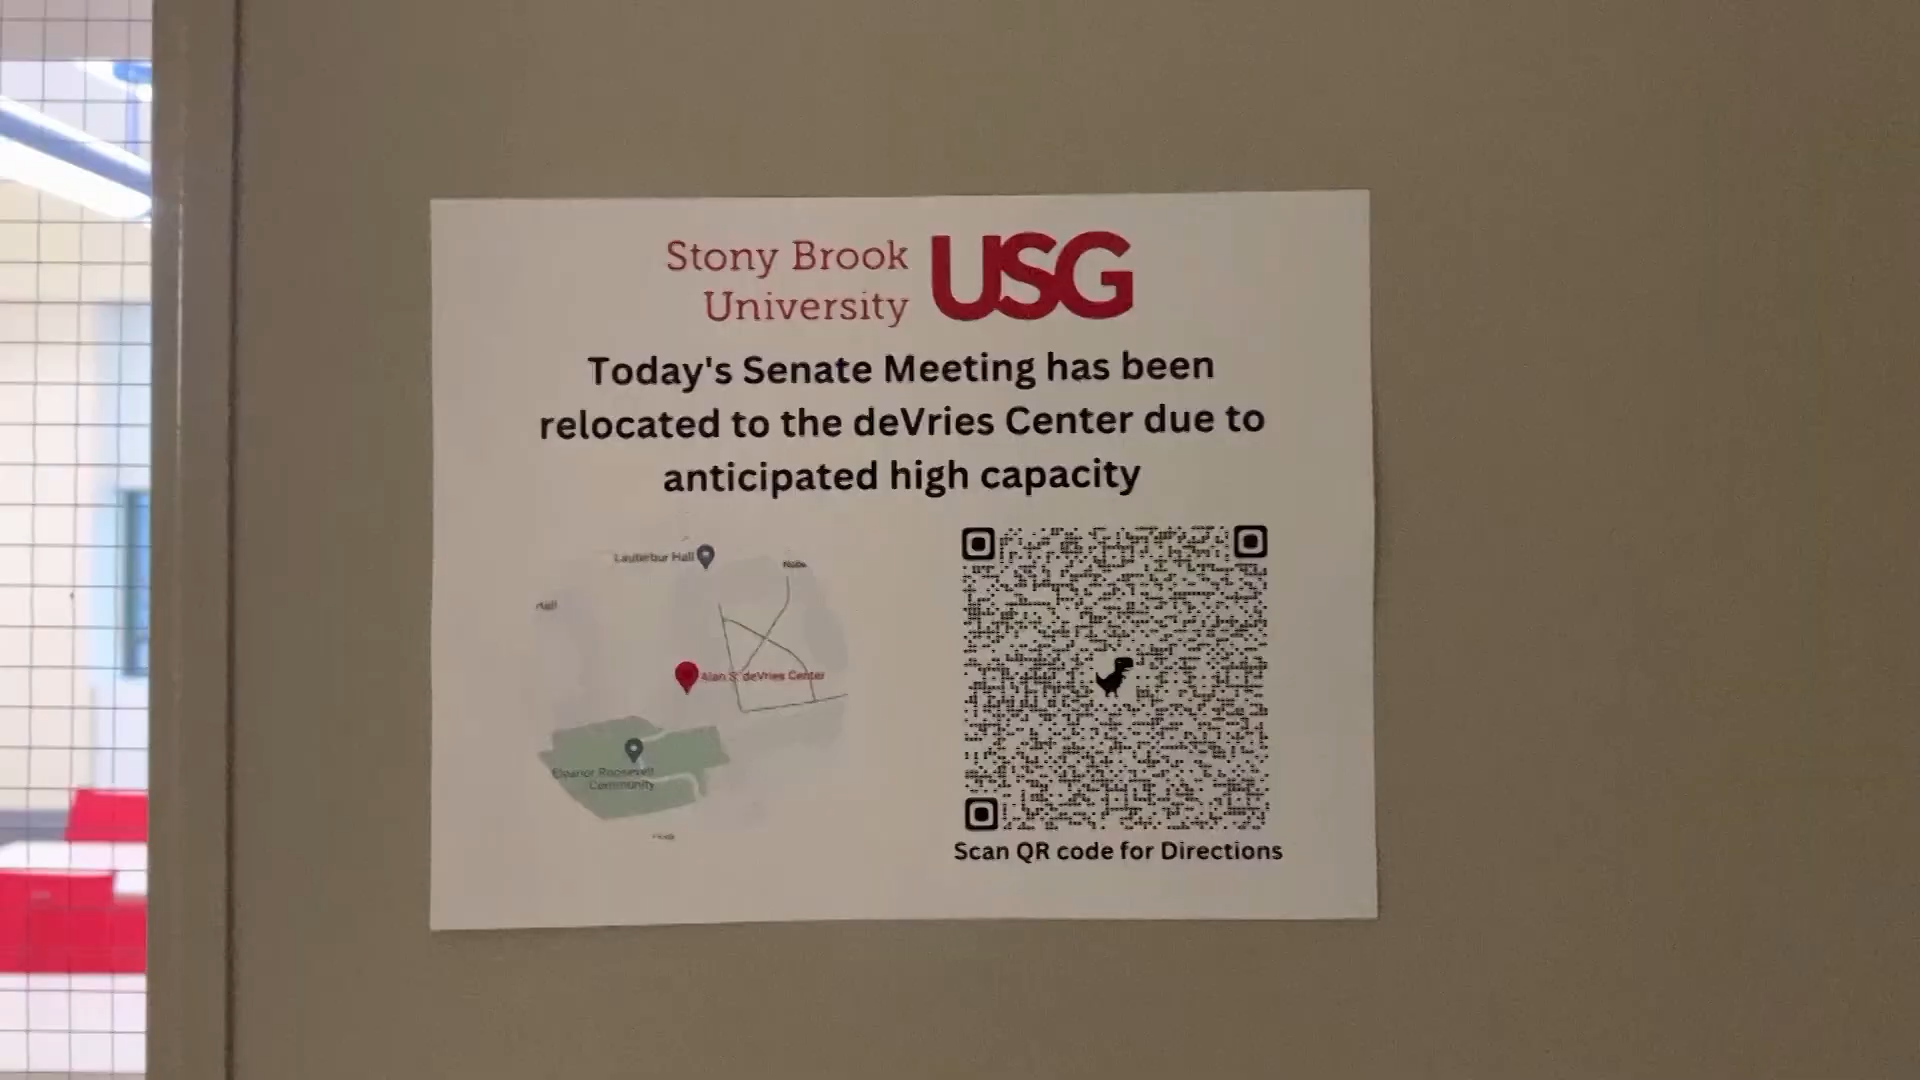 Stony Brook
University
USG
Today's Senate Meeting has been
relocated to the deVries Center due to
anticipated high capacity
Lauterbur Hall
Hall
Alan S. deVries Center
Eleanor Roosevelt
Community
Scan QR code for Directions